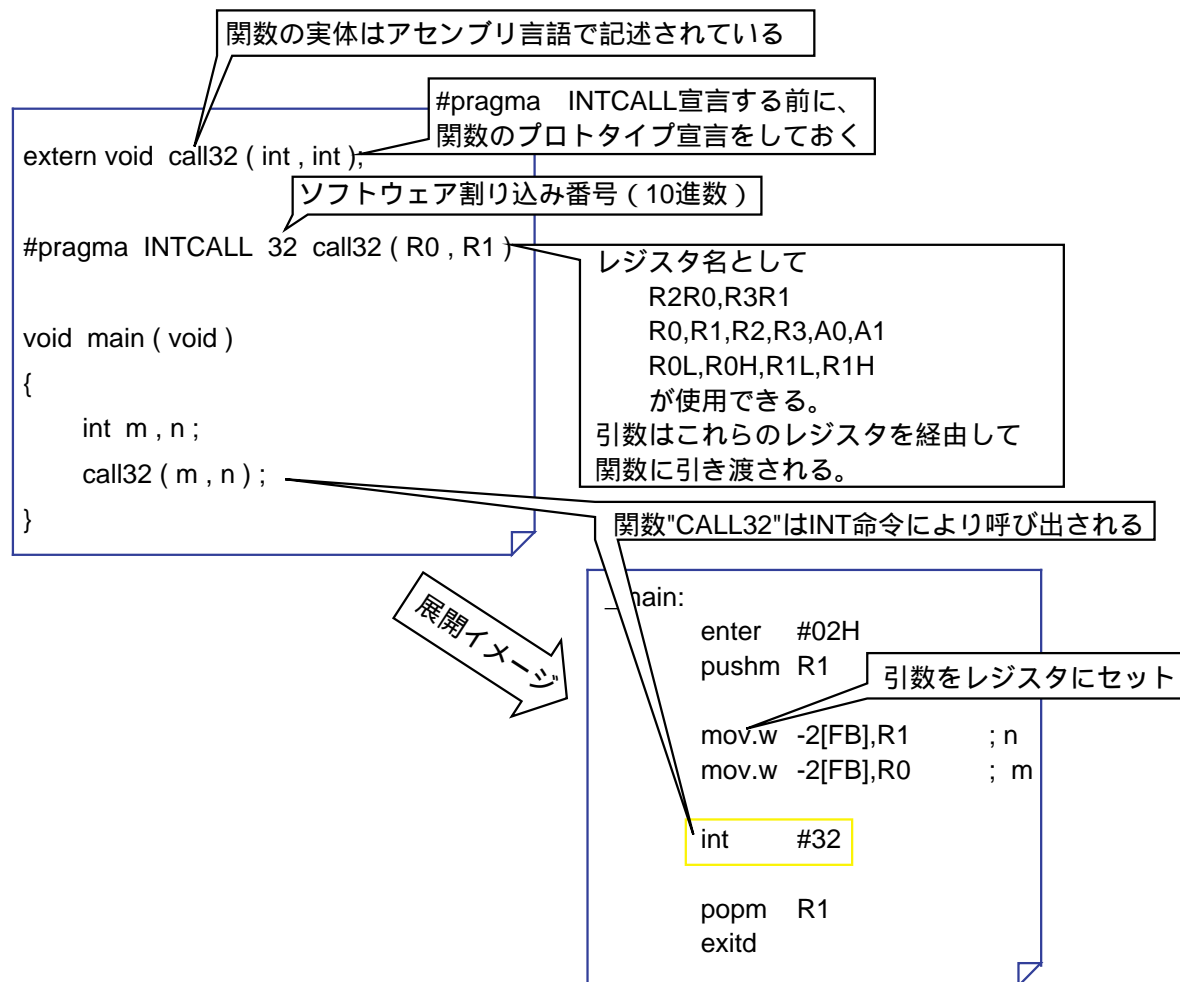 関数の実体はアセンブリ言語で記述されている
#pragma　INTCALL宣言する前に、
関数のプロトタイプ宣言をしておく
extern void call32 ( int , int );
ソフトウェア割り込み番号（10進数）
#pragma INTCALL 32 call32 ( R0 , R1 )
レジスタ名として
R2R0,R3R1
R0,R1,R2,R3,A0,A1
R0L,R0H,R1L,R1H
が使用できる。
引数はこれらのレジスタを経由して
関数に引き渡される。
void main ( void )
{
int m , n ;
call32 ( m , n ) ;
}
関数"CALL32"はINT命令により呼び出される
展開イメージ
_main:
enter #02H
pushm R1
引数をレジスタにセット
mov.w -2[FB],R1 ; n
mov.w -2[FB],R0 ; m
int #32
popm R1
exitd